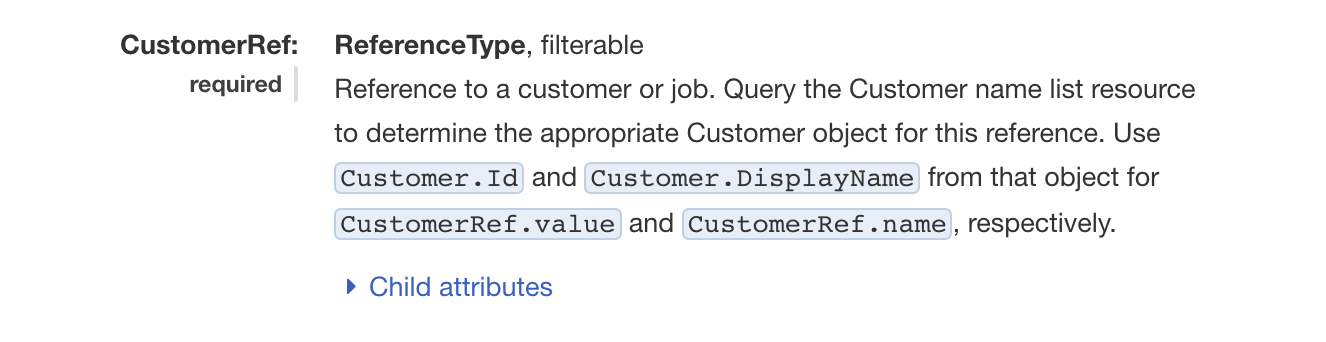 CustomerRef: ReferenceType, filterable
required
Reference to a customer or job. Query the Customer name list resource
to determine the appropriate Customer object for this reference. Use
Customer.Id and Customer.DisplayName from that object for
CustomerRef.value and CustomerRef.name, respectively.
Child attributes